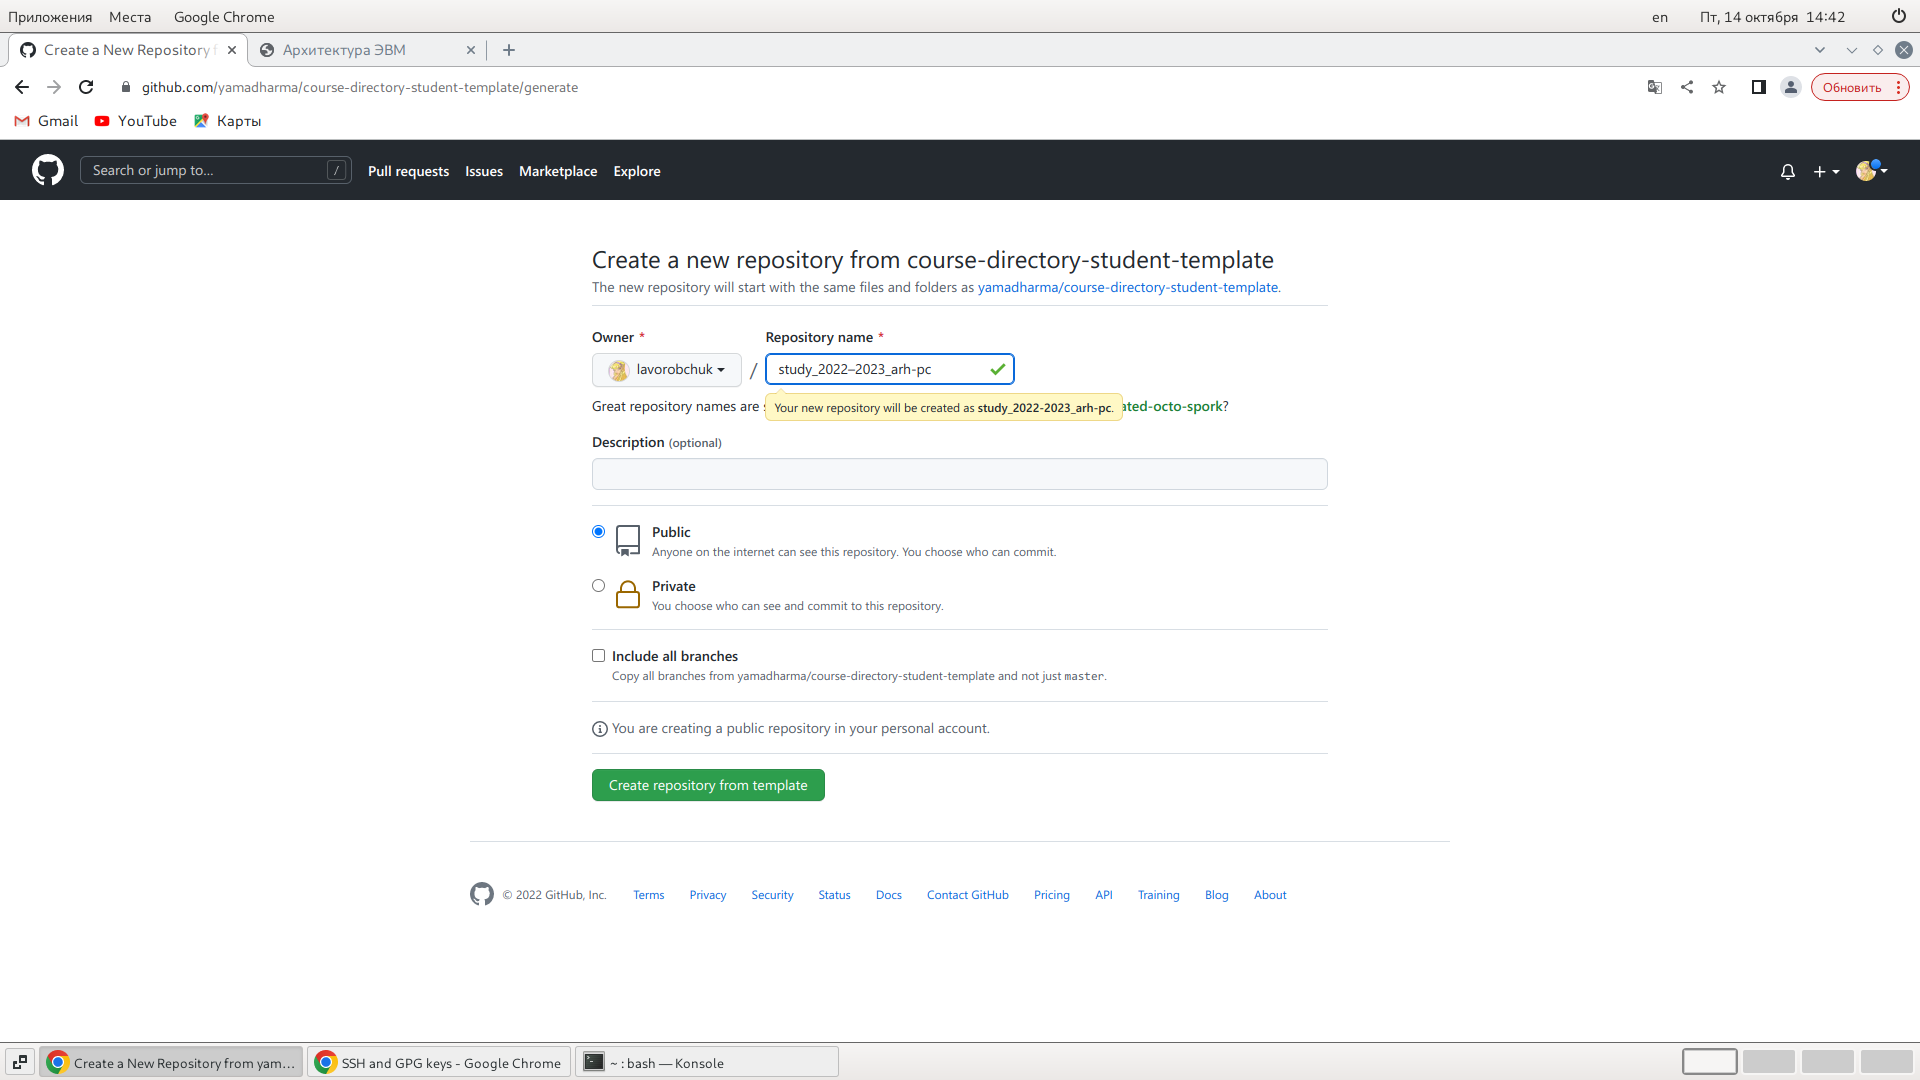 Приложения Места Google Chrome en Пт, 14 октября 14:42
Create a New Repository f Архитектура ЭВМ
github.com/yamadharma/course-directory-student-template/generate Обновить
Gmail YouTube Карты
Search or jump to... / Pull requests Issues Marketplace Explore
Create a new repository from course-directory-student-template
The new repository will start with the same files and folders as yamadharma/course-directory-student-template.
Owner * Repository name *
lavorobchuk / study_2022–2023_arh-pc
Great repository names are ated-octo-spork?
Your new repository will be created as study_2022-2023_arh-pc.
Description (optional)
Public
Anyone on the internet can see this repository. You choose who can commit.
Private
You choose who can see and commit to this repository.
Include all branches
Copy all branches from yamadharma/course-directory-student-template and not just master.
You are creating a public repository in your personal account.
Create repository from template
© 2022 GitHub, Inc. Terms Privacy Security Status Docs Contact GitHub Pricing API Training Blog About
Create a New Repository from yam... SSH and GPG keys - Google Chrome ~ : bash — Konsole